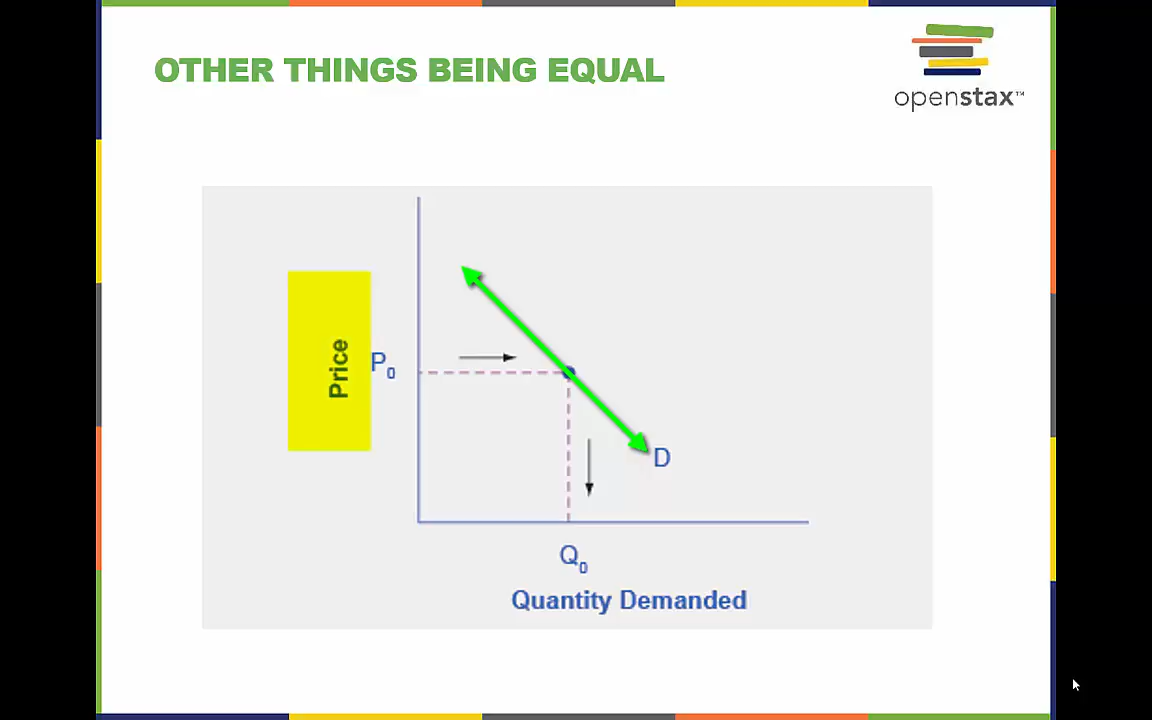 OTHER THINGS BEING EQUAL
openstax™
Price
P0
D
Q0
Quantity Demanded